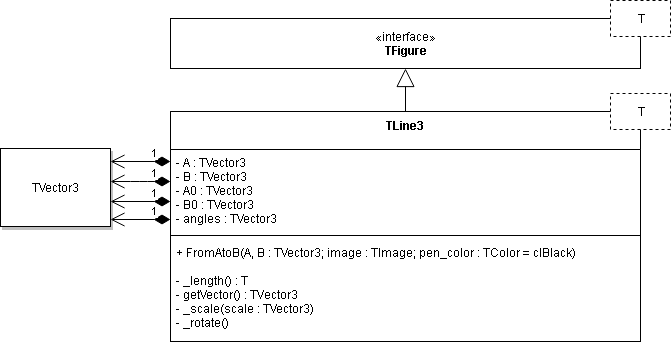 T
«interface»
TFigure
T
TLine3
TVector3
1
1
1
1
- A : TVector3
- B : TVector3
- A0 : TVector3
- B0 : TVector3
- angles : TVector3
+ FromAtoB(A, B : TVector3; image : TImage; pen_color : TColor = clBlack)
- _length() : T
- getVector() : TVector3
- _scale(scale : TVector3)
- _rotate()